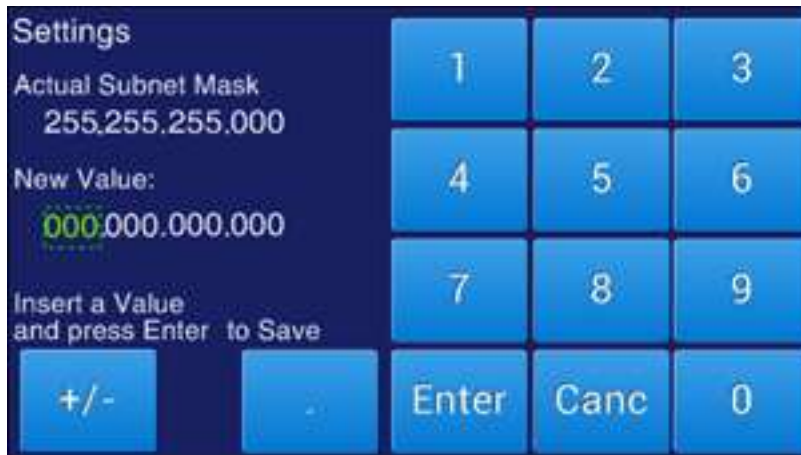 Settings
Actual Subnet Mask
255.255.255.000
New Value:
000.000.000.000
Insert a Value
and press Enter to Save
1 2 3
4 5 6
7 8 9
+/- . Enter Canc 0